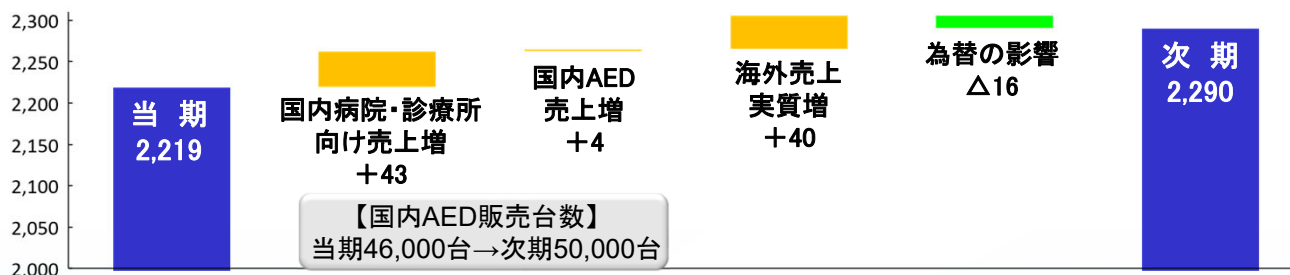 2,300
2,250
2,200
2,150
2,100
2,050
2,000
当 期
2,219
国内病院・診療所
向け売上増
＋43
国内AED
売上増
＋4
海外売上
実質増
＋40
為替の影響
△16
次 期
2,290
【国内AED販売台数】
当期46,000台→次期50,000台